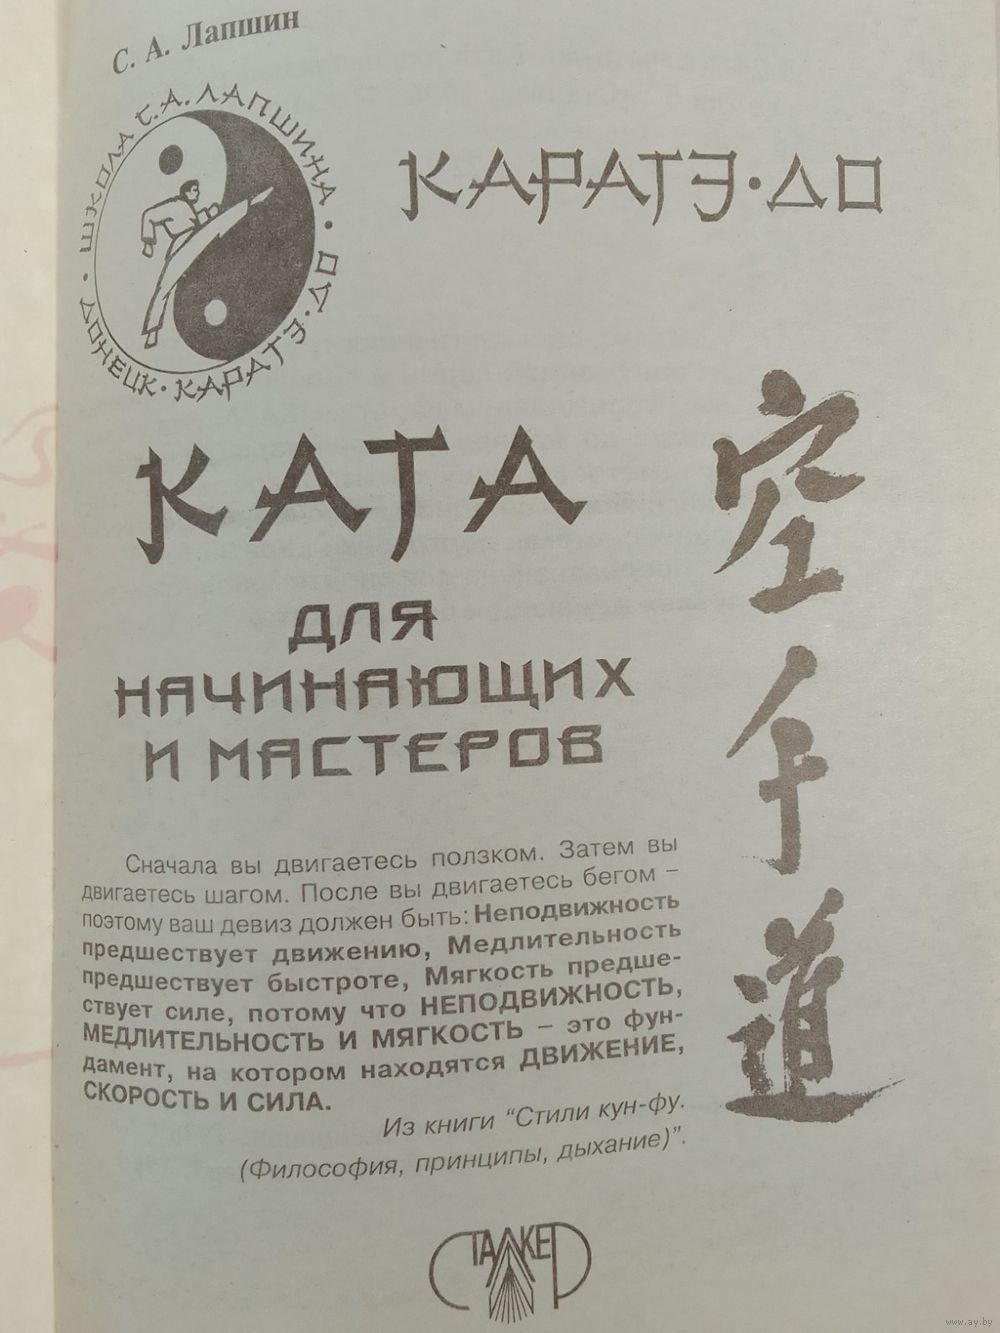 С. А. Лапшин
ШКОЛА С.А. ЛАПШИНА · ДОНЕЦК · КАРАТЭ · ДО ·
КАРАТЭ·ДО
КАТА
ДЛЯ
НАЧИНАЮЩИХ
И МАСТЕРОВ
空
手
道
Сначала вы двигаетесь ползком. Затем вы
двигаетесь шагом. После вы двигаетесь бегом –
поэтому ваш девиз должен быть: Неподвижность
предшествует движению, Медлительность
предшествует быстроте, Мягкость предше-
ствует силе, потому что НЕПОДВИЖНОСТЬ,
МЕДЛИТЕЛЬНОСТЬ И МЯГКОСТЬ – это фун-
дамент, на котором находятся ДВИЖЕНИЕ,
СКОРОСТЬ И СИЛА.
Из книги “Стили кун-фу.
(Философия, принципы, дыхание)”.
СТАЛКЕР
www.ay.by